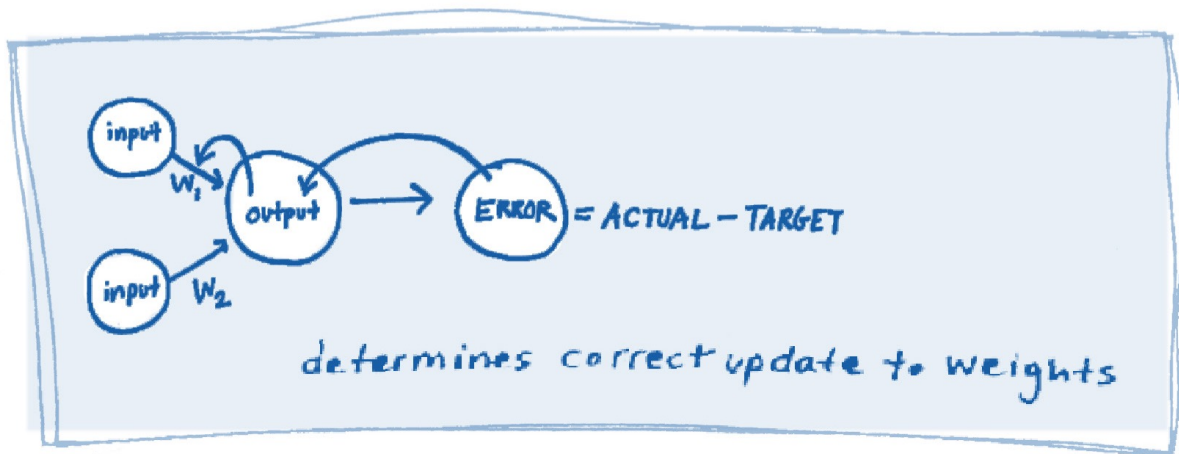 input
W₁
output
ERROR = ACTUAL - TARGET
input
W₂
determines correct update to weights